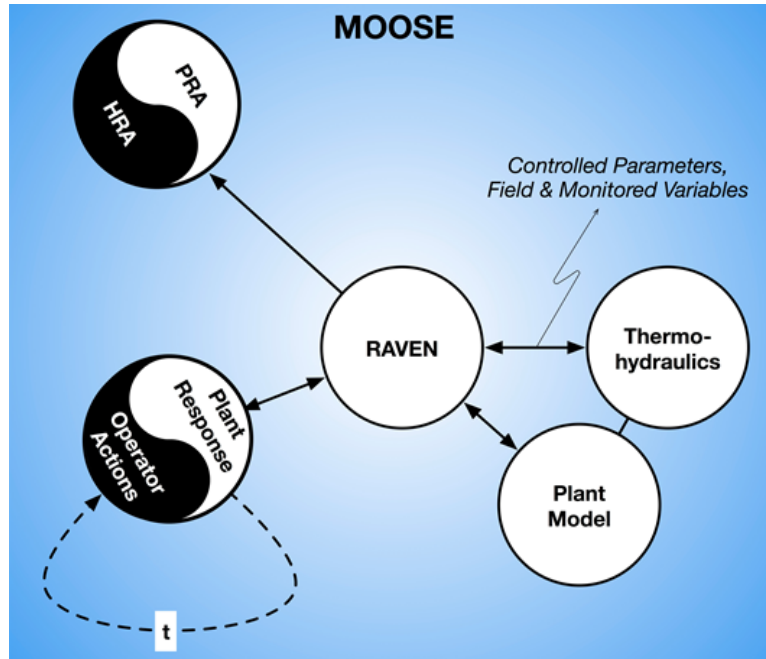 MOOSE
PRA
HRA
Controlled Parameters,
Field & Monitored Variables
RAVEN
Thermo-
hydraulics
Plant
Response
Operator
Actions
Plant
Model
t